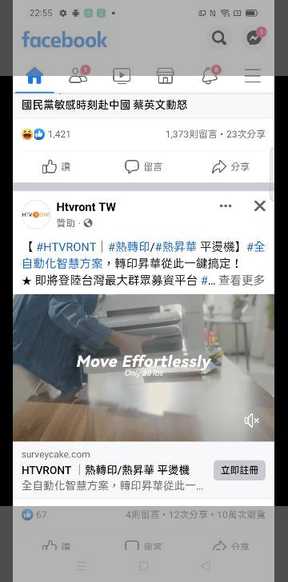 22:55
facebook
國民黨敏感時刻赴中國 蔡英文動怒
1,421
1,373則留言・23次分享
讚
留言
分享
HTVRONT
Htvront TW
贊助・
【 #HTVRONT｜#熱轉印/#熱昇華 平燙機】#全
自動化智慧方案，轉印昇華從此一鍵搞定！
★ 即將登陸台灣最大群眾募資平台 #... 查看更多
Move Effortlessly
Only 20 lbs
surveycake.com
HTVRONT ｜熱轉印/熱昇華 平燙機
立即註冊
全自動化智慧方案，轉印昇華從此一...
67
4則留言・12次分享・10萬次觀看
讚
留言
分享